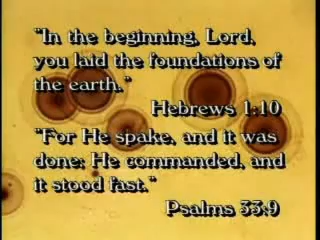 "In the beginning, Lord,
you laid the foundations of
the earth."
Hebrews 1:10
"For He spake, and it was
done; He commanded, and
it stood fast."
Psalms 33:9